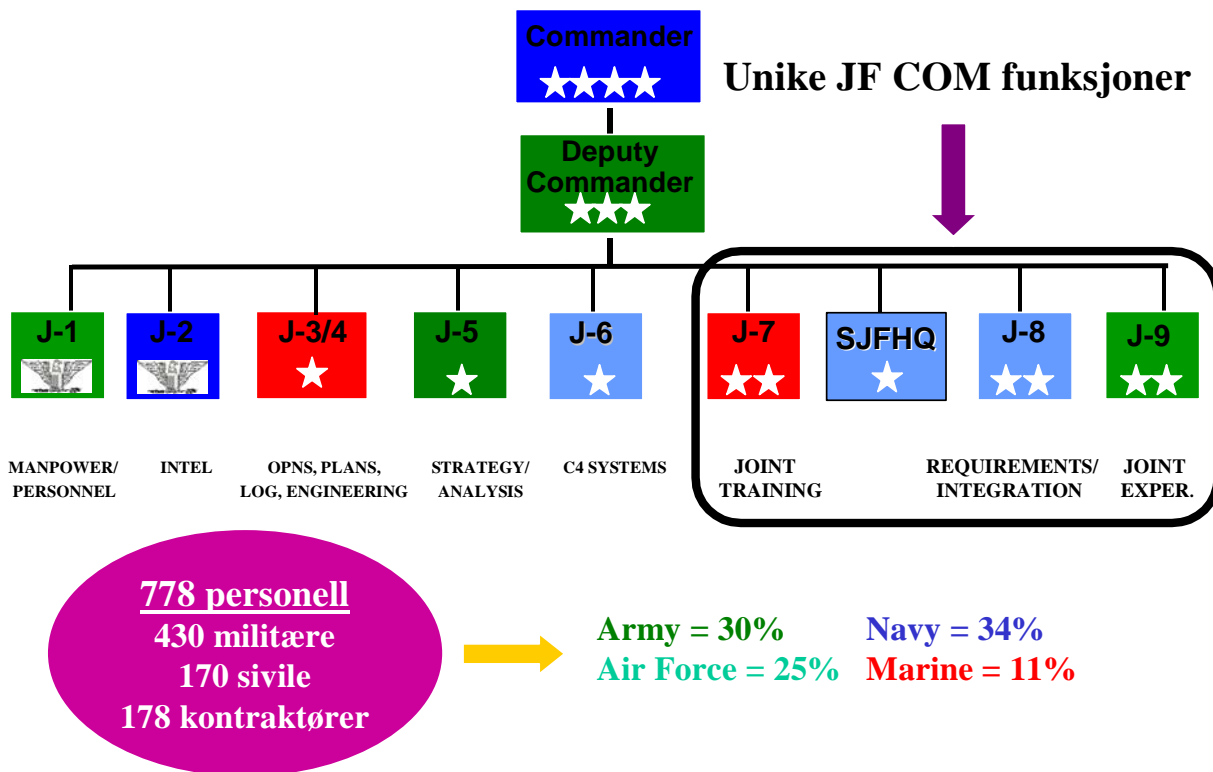 Commander
Unike JF COM funksjoner
Deputy
Commander
J-1
J-2
J-3/4
J-5
J-6
J-7
SJFHQ
J-8
J-9
MANPOWER/
PERSONNEL
INTEL
OPNS, PLANS,
LOG, ENGINEERING
STRATEGY/
ANALYSIS
C4 SYSTEMS
JOINT
TRAINING
REQUIREMENTS/
INTEGRATION
JOINT
EXPER.
778 personell
430 militære
170 sivile
178 kontraktører
Army = 30%
Navy = 34%
Air Force = 25%
Marine = 11%